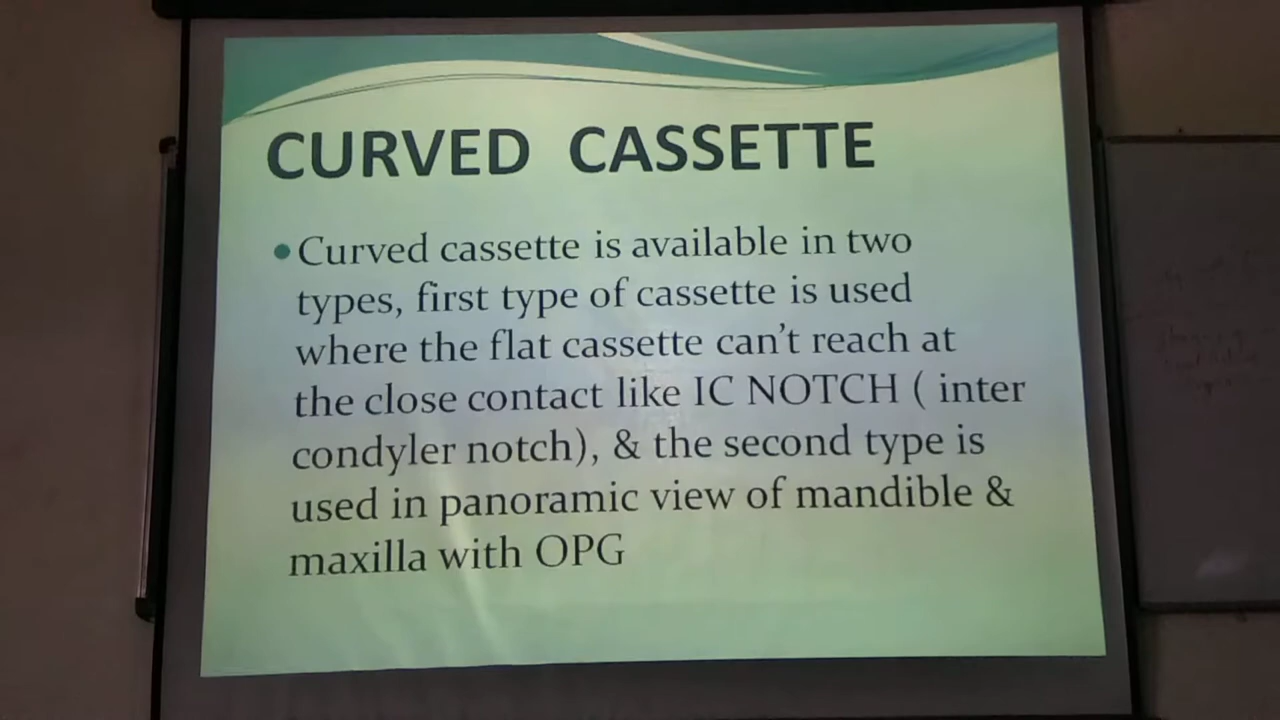 CURVED CASSETTE
• Curved cassette is available in two
types, first type of cassette is used
where the flat cassette can't reach at
the close contact like IC NOTCH ( inter
condyler notch), & the second type is
used in panoramic view of mandible &
maxilla with OPG